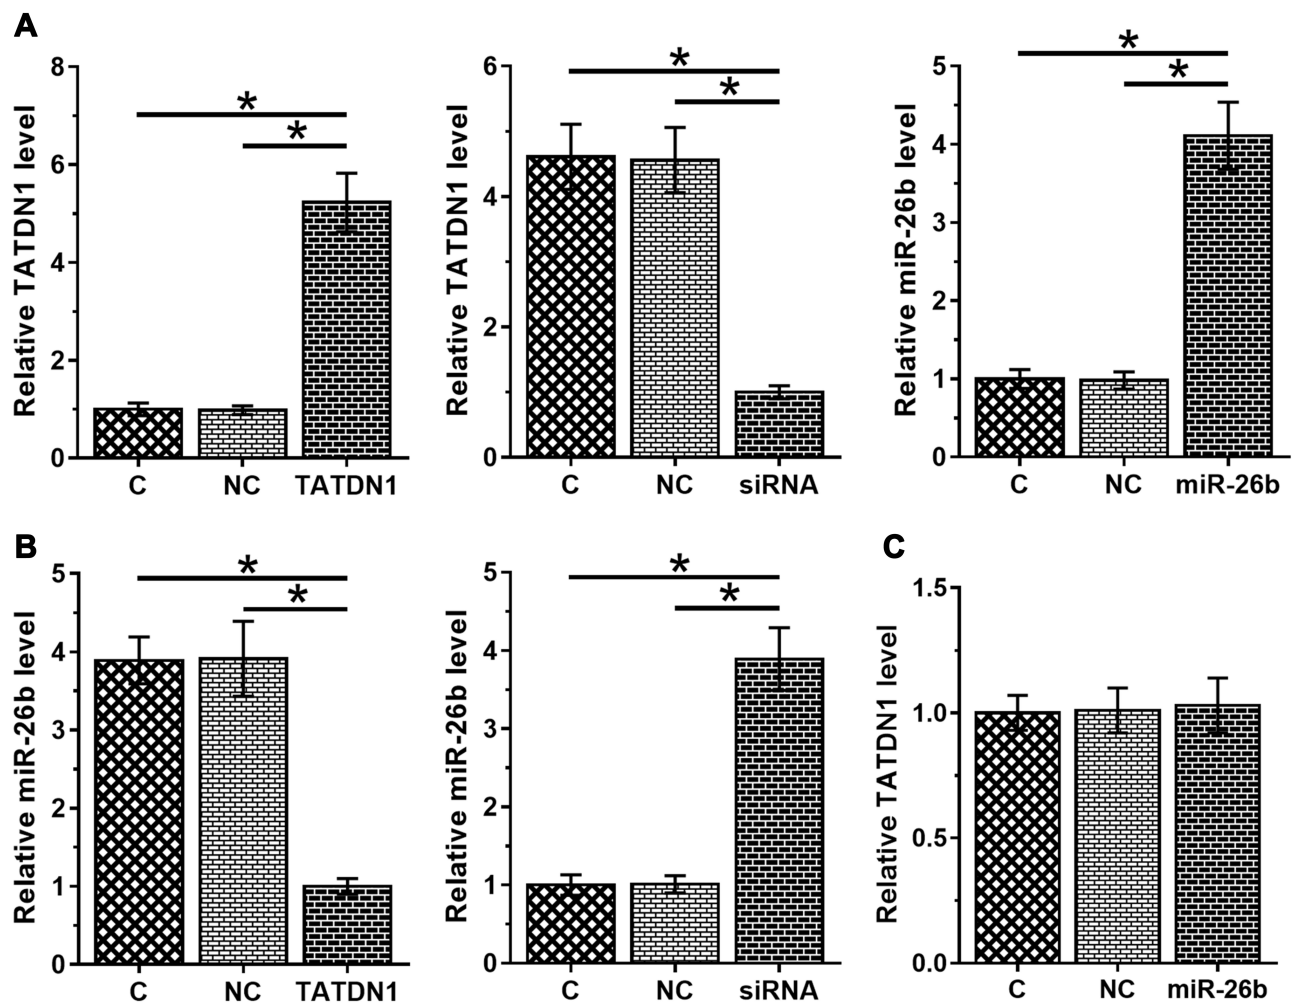 A
Relative TATDN1 level
8
6
4
2
0
*
*
C NC TATDN1
Relative TATDN1 level
6
4
2
0
*
*
C NC siRNA
Relative miR-26b level
5
4
3
2
1
0
*
*
C NC miR-26b
B
Relative miR-26b level
5
4
3
2
1
0
*
*
C NC TATDN1
Relative miR-26b level
5
4
3
2
1
0
*
*
C NC siRNA
C
Relative TATDN1 level
1.5
1.0
0.5
0.0
C NC miR-26b